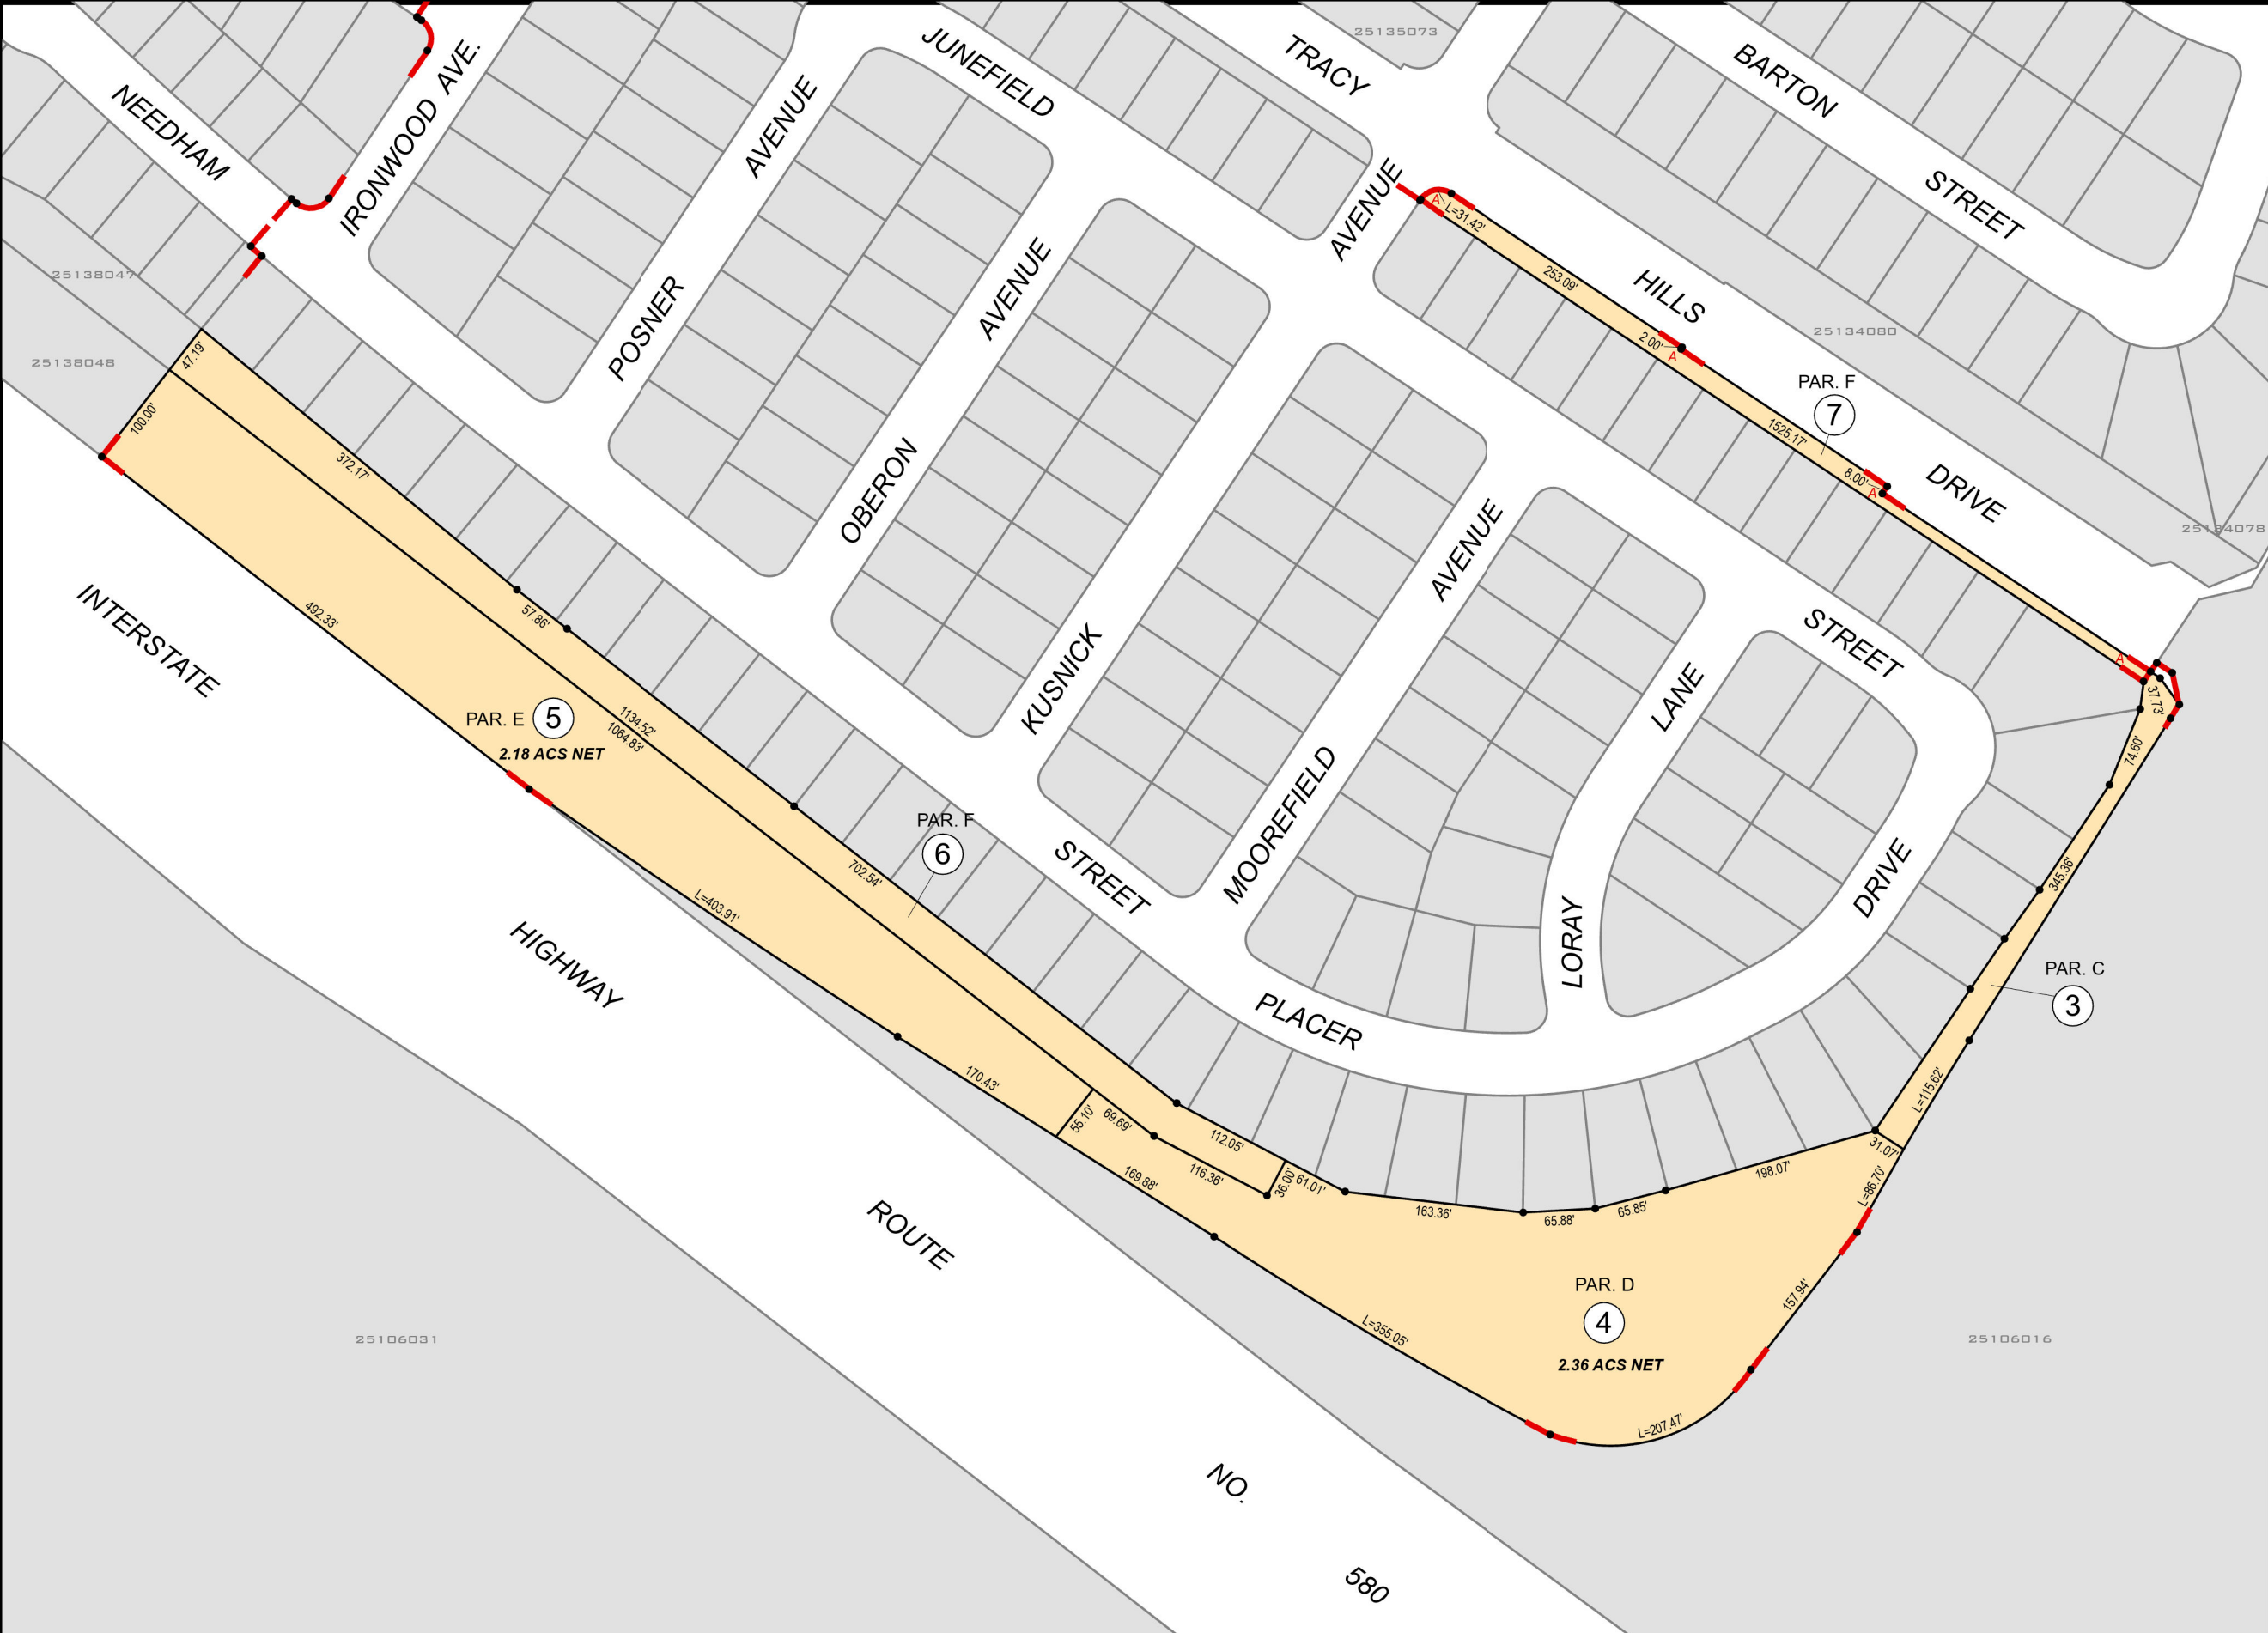 25135073
JUNEFIELD
TRACY
BARTON
NEEDHAM
IRONWOOD AVE.
AVENUE
AVENUE
STREET
A
L=31.42'
25138047
AVENUE
253.09'
HILLS
25134080
POSNER
2.00'
A
47.19'
25138048
PAR. F
7
100.00'
1525.17'
372.17'
8.00'
A
DRIVE
OBERON
25134078
AVENUE
57.86'
492.33'
INTERSTATE
STREET
A
KUSNICK
LANE
37.73'
PAR. E
5
1134.52'
1064.83'
2.18 ACS NET
74.60'
MOOREFIELD
PAR. F
6
702.54'
345.36'
STREET
DRIVE
L=403.91'
LORAY
HIGHWAY
PAR. C
3
PLACER
170.43'
L=115.62'
55.10'
69.69'
112.05'
31.07'
116.36'
36.00'
61.01'
198.07'
L=86.70'
169.88'
163.36'
65.88'
65.85'
ROUTE
PAR. D
4
157.94'
L=355.05'
2.36 ACS NET
25106031
25106016
L=207.47'
NO.
580